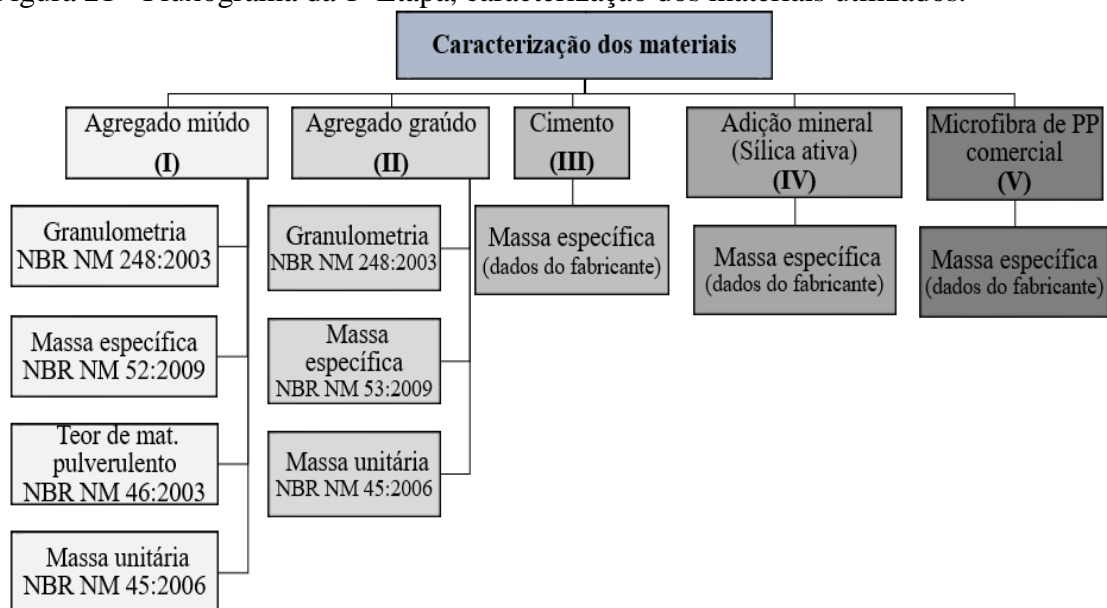 Figura 21 - Fluxograma da 1ª Etapa, caracterização dos materiais utilizados.
Caracterização dos materiais
Agregado miúdo
(I)
Granulometria
NBR NM 248:2003
Massa específica
NBR NM 52:2009
Teor de mat.
pulverulento
NBR NM 46:2003
Massa unitária
NBR NM 45:2006
Agregado graúdo
(II)
Granulometria
NBR NM 248:2003
Massa
específica
NBR NM 53:2009
Massa unitária
NBR NM 45:2006
Cimento
(III)
Massa específica
(dados do fabricante)
Adição mineral
(Sílica ativa)
(IV)
Massa específica
(dados do fabricante)
Microfibra de PP
comercial
(V)
Massa específica
(dados do fabricante)